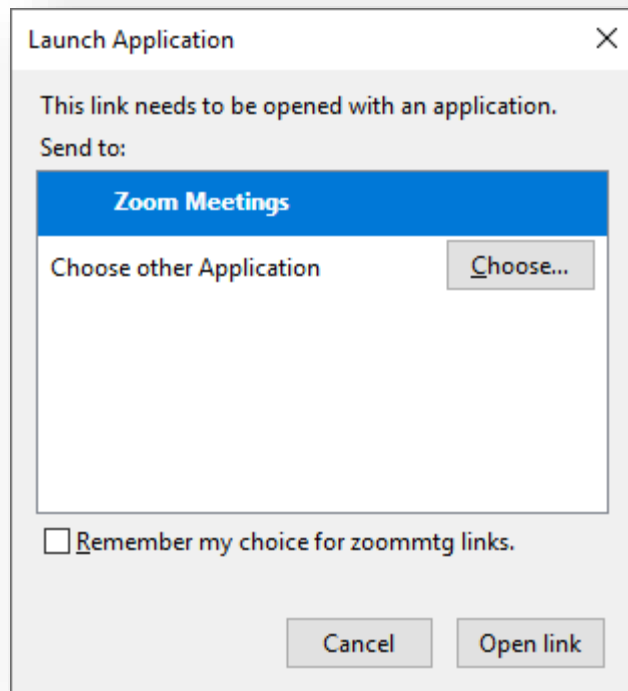 Launch Application
This link needs to be opened with an application.
Send to:
Zoom Meetings
Choose other Application
Choose...
Remember my choice for zoommtg links.
Cancel
Open link